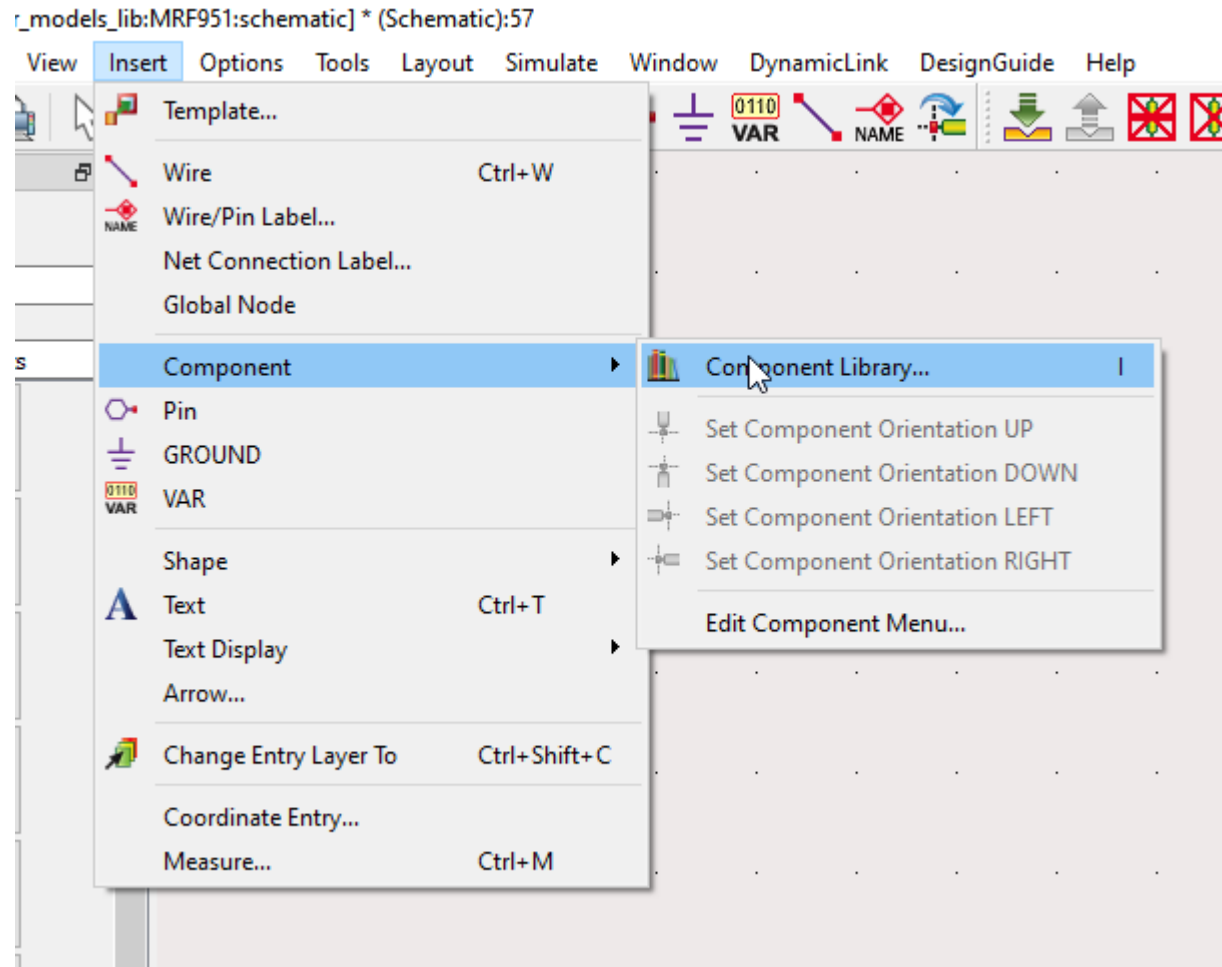 r_models_lib:MRF951:schematic] * (Schematic):57
View Insert Options Tools Layout Simulate Window DynamicLink DesignGuide Help
Template...
0110
VAR
NAME
Wire Ctrl+W
NAME
Wire/Pin Label...
Net Connection Label...
Global Node
s
Component
Component Library... I
Pin
Set Component Orientation UP
GROUND
Set Component Orientation DOWN
0110
VAR
VAR
Set Component Orientation LEFT
Shape
Set Component Orientation RIGHT
Text Ctrl+T
Edit Component Menu...
Text Display
Arrow...
Change Entry Layer To Ctrl+Shift+C
Coordinate Entry...
Measure... Ctrl+M